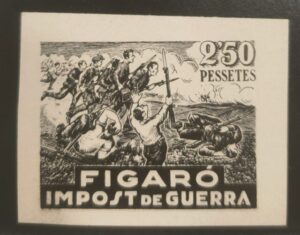 2'50
PESSETES
FIGARÓ
IMPOST DE GUERRA